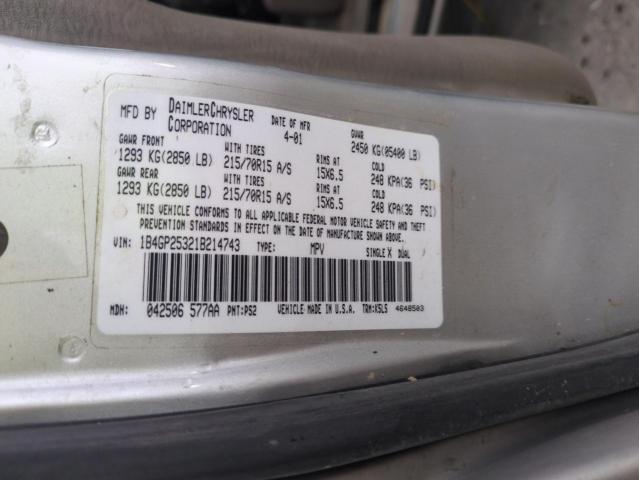 MFD BY DAIMLERCHRYSLER CORPORATION DATE OF MFR 4-01 GVWR 2450 KG(05400 LB)
GAWR FRONT WITH TIRES RIMS AT COLD
1293 KG(2850 LB) 215/70R15 A/S 15X6.5 248 KPA(36 PSI)
GAWR REAR WITH TIRES RIMS AT COLD
1293 KG(2850 LB) 215/70R15 A/S 15X6.5 248 KPA(36 PSI)
THIS VEHICLE CONFORMS TO ALL APPLICABLE FEDERAL MOTOR VEHICLE SAFETY AND THEFT
PREVENTION STANDARDS IN EFFECT ON THE DATE OF MANUFACTURE SHOWN ABOVE.
VIN: 1B4GP25321B214743 TYPE: MPV SINGLE X DUAL
MDH: 042506 577AA PNT:PS2 VEHICLE MADE IN U.S.A. TRM:K5LS 4648503